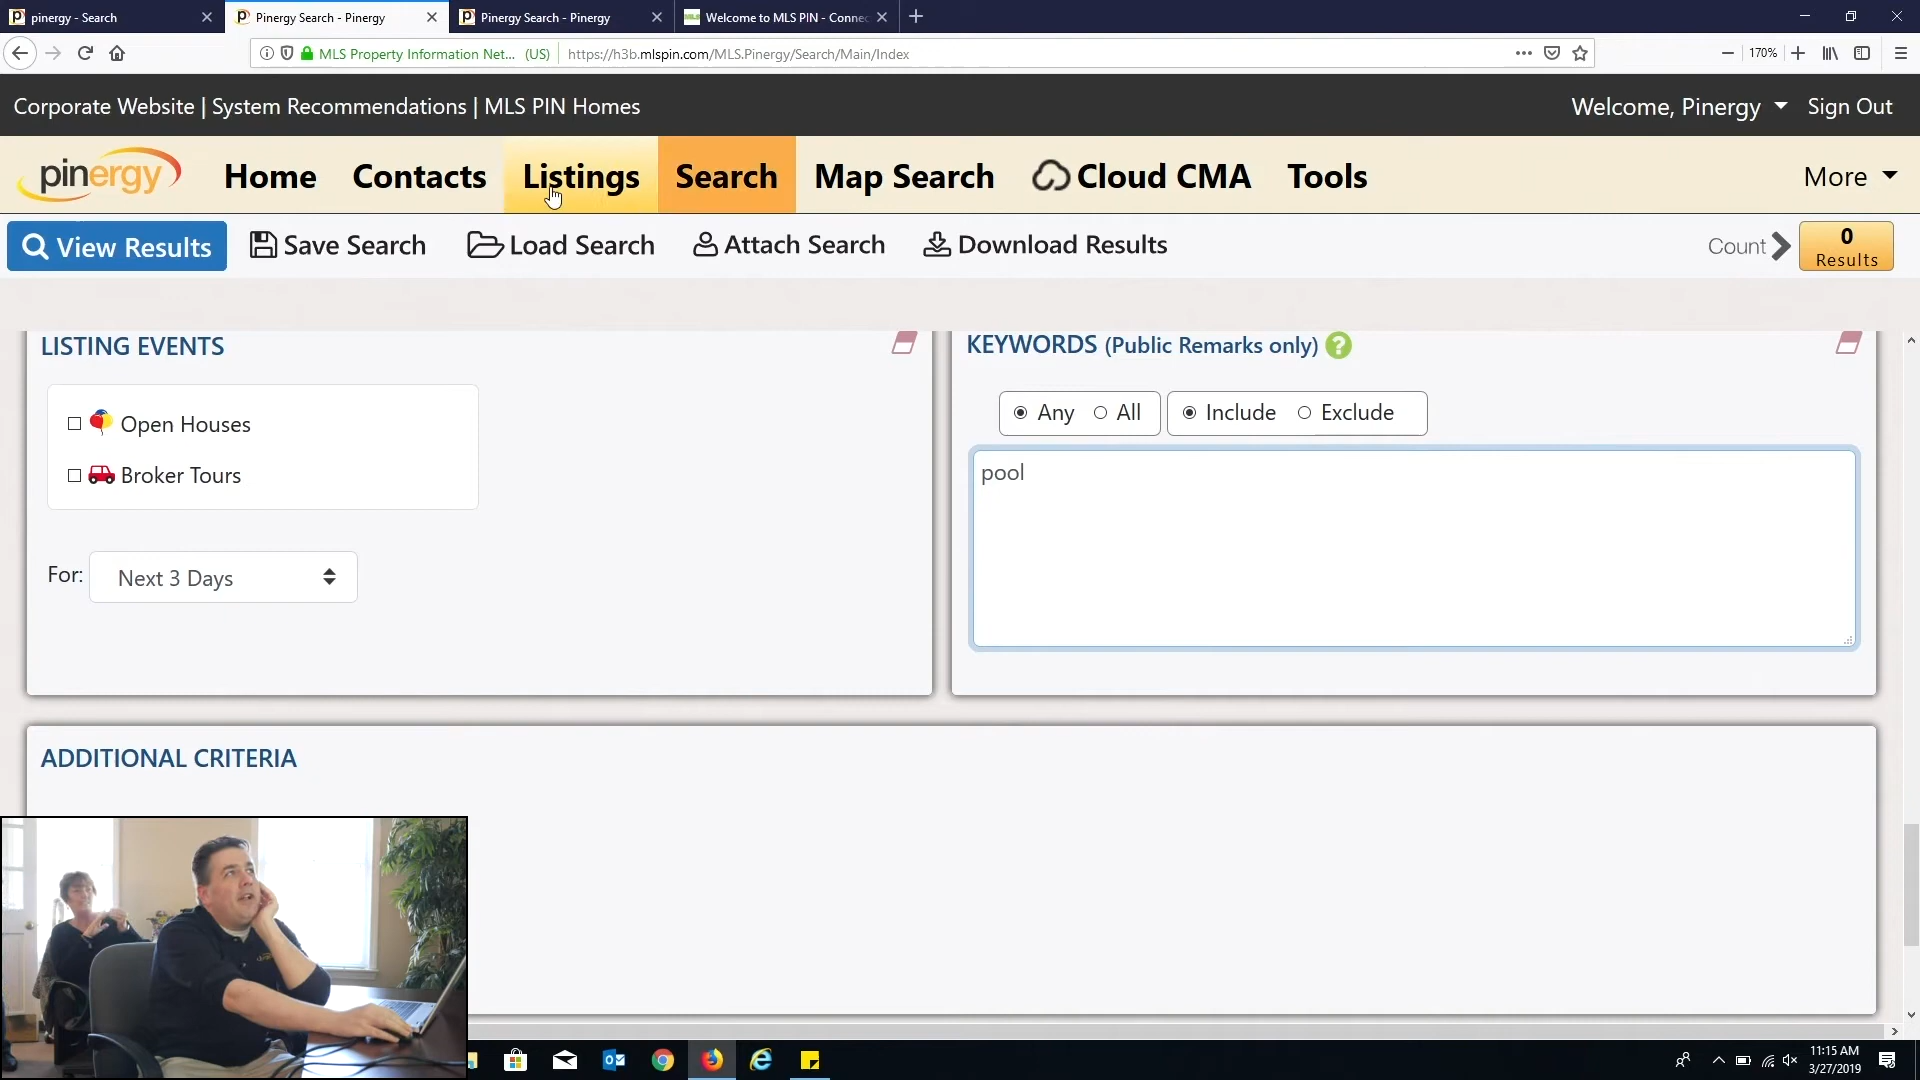 pinergy - Search
Pinergy Search - Pinergy
Pinergy Search - Pinergy
Welcome to MLS PIN - Connec
MLS Property Information Net... (US)
https://h3b.mlspin.com/MLS.Pinergy/Search/Main/Index
170%
Corporate Website | System Recommendations | MLS PIN Homes
Welcome, Pinergy
Sign Out
pinergy
Home
Contacts
Listings
Search
Map Search
Cloud CMA
Tools
More
View Results
Save Search
Load Search
Attach Search
Download Results
Count
0
Results
LISTING EVENTS
Open Houses
Broker Tours
For: Next 3 Days
KEYWORDS (Public Remarks only) ?
Any All Include Exclude
pool
ADDITIONAL CRITERIA
11:15 AM
3/27/2019